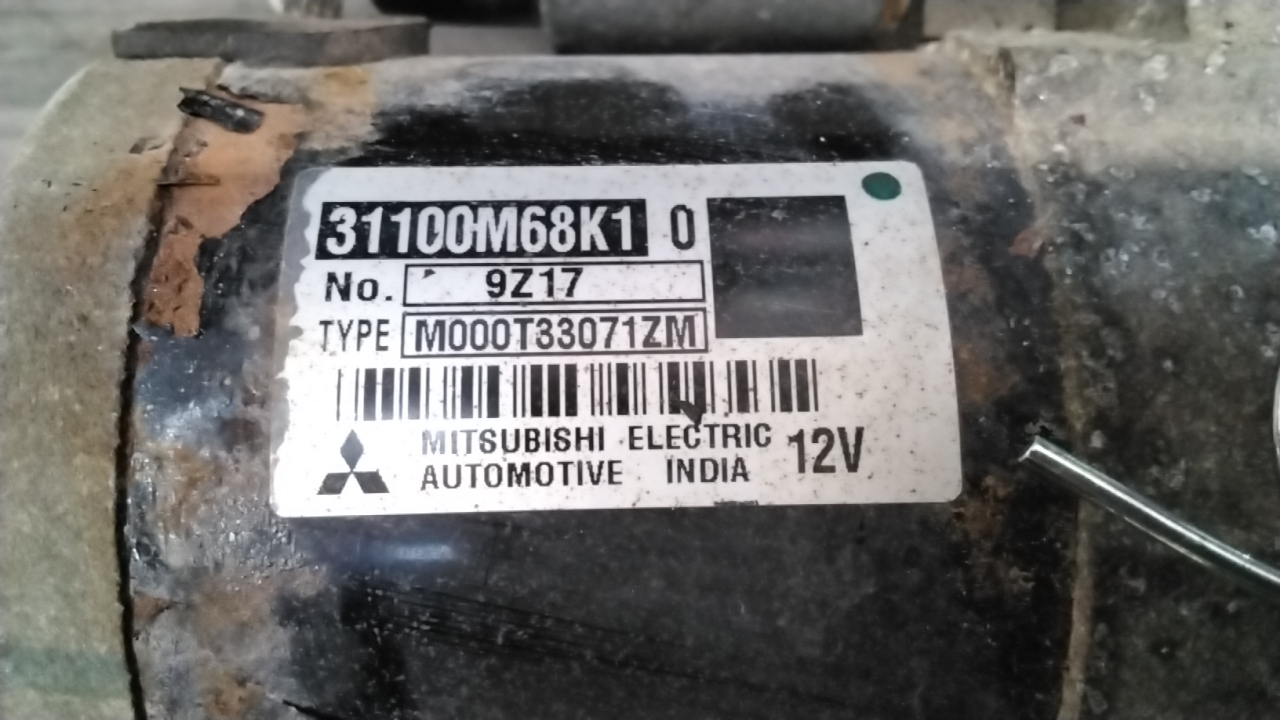 31100M68K1 0
No. 9Z17
TYPE M000T33071ZM
MITSUBISHI ELECTRIC
AUTOMOTIVE INDIA 12V